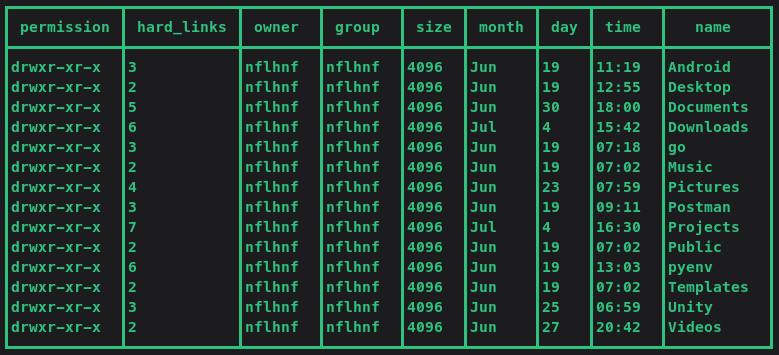 permission hard_links owner group size month day time name
drwxr-xr-x 3 nflhnf nflhnf 4096 Jun 19 11:19 Android
drwxr-xr-x 2 nflhnf nflhnf 4096 Jun 19 12:55 Desktop
drwxr-xr-x 5 nflhnf nflhnf 4096 Jun 30 18:00 Documents
drwxr-xr-x 6 nflhnf nflhnf 4096 Jul 4 15:42 Downloads
drwxr-xr-x 3 nflhnf nflhnf 4096 Jun 19 07:18 go
drwxr-xr-x 2 nflhnf nflhnf 4096 Jun 19 07:02 Music
drwxr-xr-x 4 nflhnf nflhnf 4096 Jun 23 07:59 Pictures
drwxr-xr-x 3 nflhnf nflhnf 4096 Jun 19 09:11 Postman
drwxr-xr-x 7 nflhnf nflhnf 4096 Jul 4 16:30 Projects
drwxr-xr-x 2 nflhnf nflhnf 4096 Jun 19 07:02 Public
drwxr-xr-x 6 nflhnf nflhnf 4096 Jun 19 13:03 pyenv
drwxr-xr-x 2 nflhnf nflhnf 4096 Jun 19 07:02 Templates
drwxr-xr-x 3 nflhnf nflhnf 4096 Jun 25 06:59 Unity
drwxr-xr-x 2 nflhnf nflhnf 4096 Jun 27 20:42 Videos